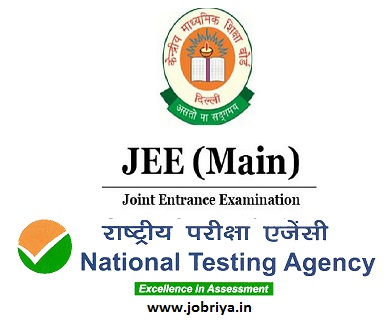 केन्द्रीय माध्यमिक शिक्षा बोर्ड
दिल्ली
असतो मा सद्गमय
JEE (Main)
Joint Entrance Examination
राष्ट्रीय परीक्षा एजेंसी
National Testing Agency
Excellence in Assessment
www.jobriya.in